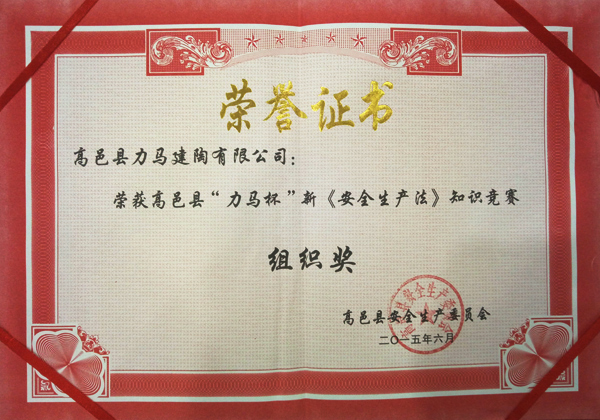 荣誉证书
高邑县力马建陶有限公司：
荣获高邑县“力马杯”新《安全生产法》知识竞赛
组织奖
高邑县安全生产委员会
二〇一五年六月